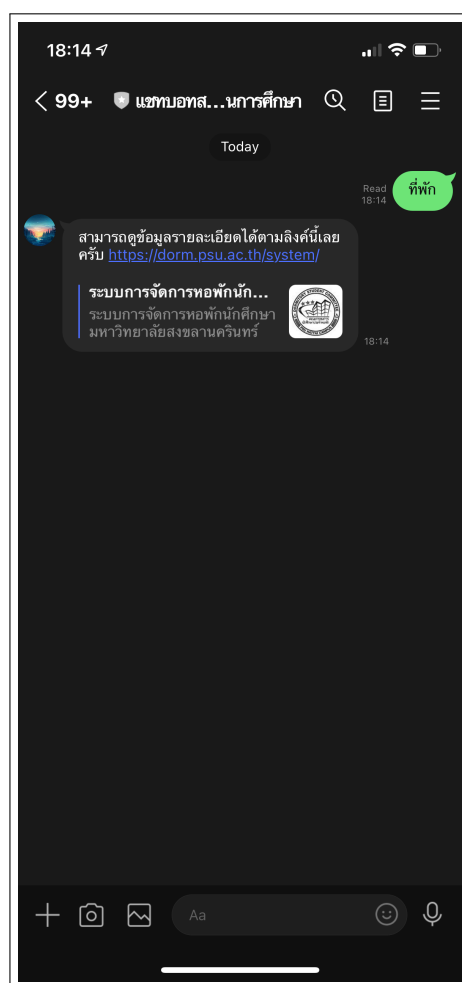 18:14
99+ แชทบอทส...นการศึกษา
Today
ที่พัก
Read
18:14
สามารถดูข้อมูลรายละเอียดได้ตามลิงค์นี้เลย
ครับ https://dorm.psu.ac.th/system/
ระบบการจัดการหอพักนัก...
ระบบการจัดการหอพักนักศึกษา
มหาวิทยาลัยสงขลานครินทร์
18:14
Aa